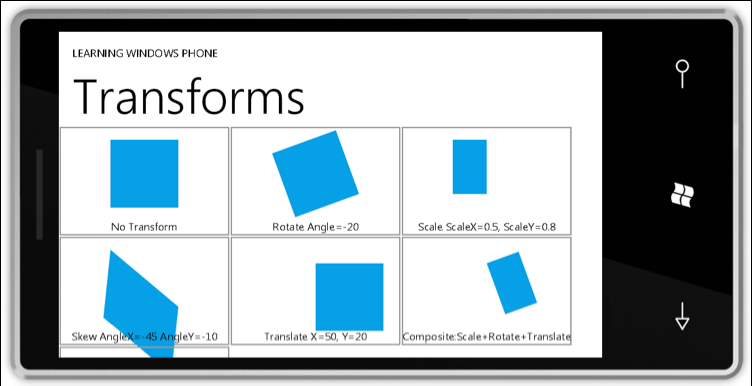 LEARNING WINDOWS PHONE
Transforms
No Transform
Rotate Angle=-20
Scale ScaleX=0.5, ScaleY=0.8
Skew AngleX=-45 AngleY=-10
Translate X=50, Y=20
Composite:Scale+Rotate+Translate